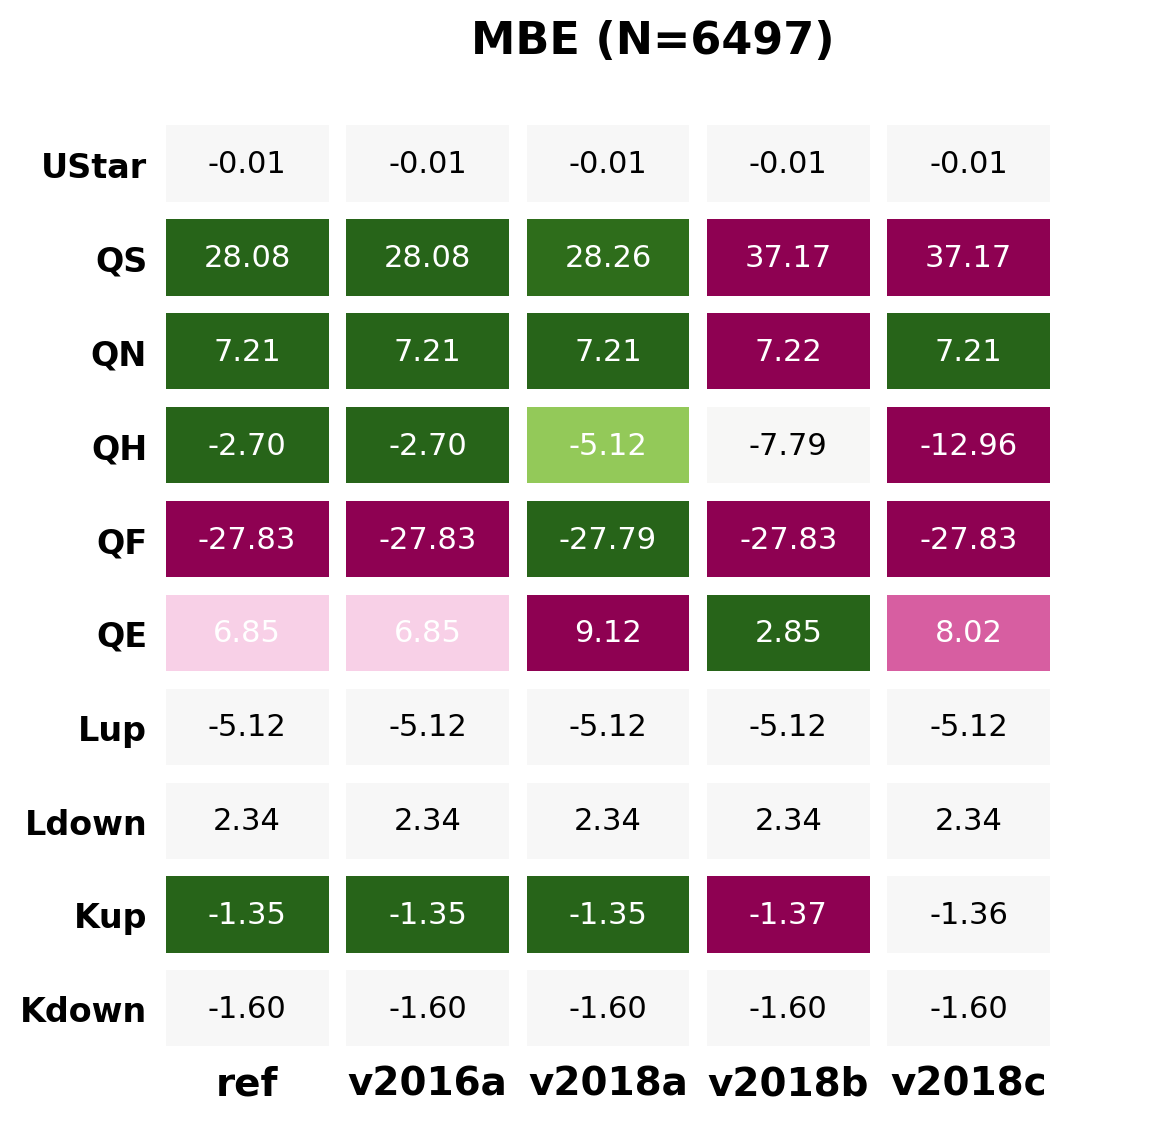 MBE (N=6497)
UStar -0.01 -0.01 -0.01 -0.01 -0.01
QS 28.08 28.08 28.26 37.17 37.17
QN 7.21 7.21 7.21 7.22 7.21
QH -2.70 -2.70 -5.12 -7.79 -12.96
QF -27.83 -27.83 -27.79 -27.83 -27.83
QE 6.85 6.85 9.12 2.85 8.02
Lup -5.12 -5.12 -5.12 -5.12 -5.12
Ldown 2.34 2.34 2.34 2.34 2.34
Kup -1.35 -1.35 -1.35 -1.37 -1.36
Kdown -1.60 -1.60 -1.60 -1.60 -1.60
ref v2016a v2018a v2018b v2018c